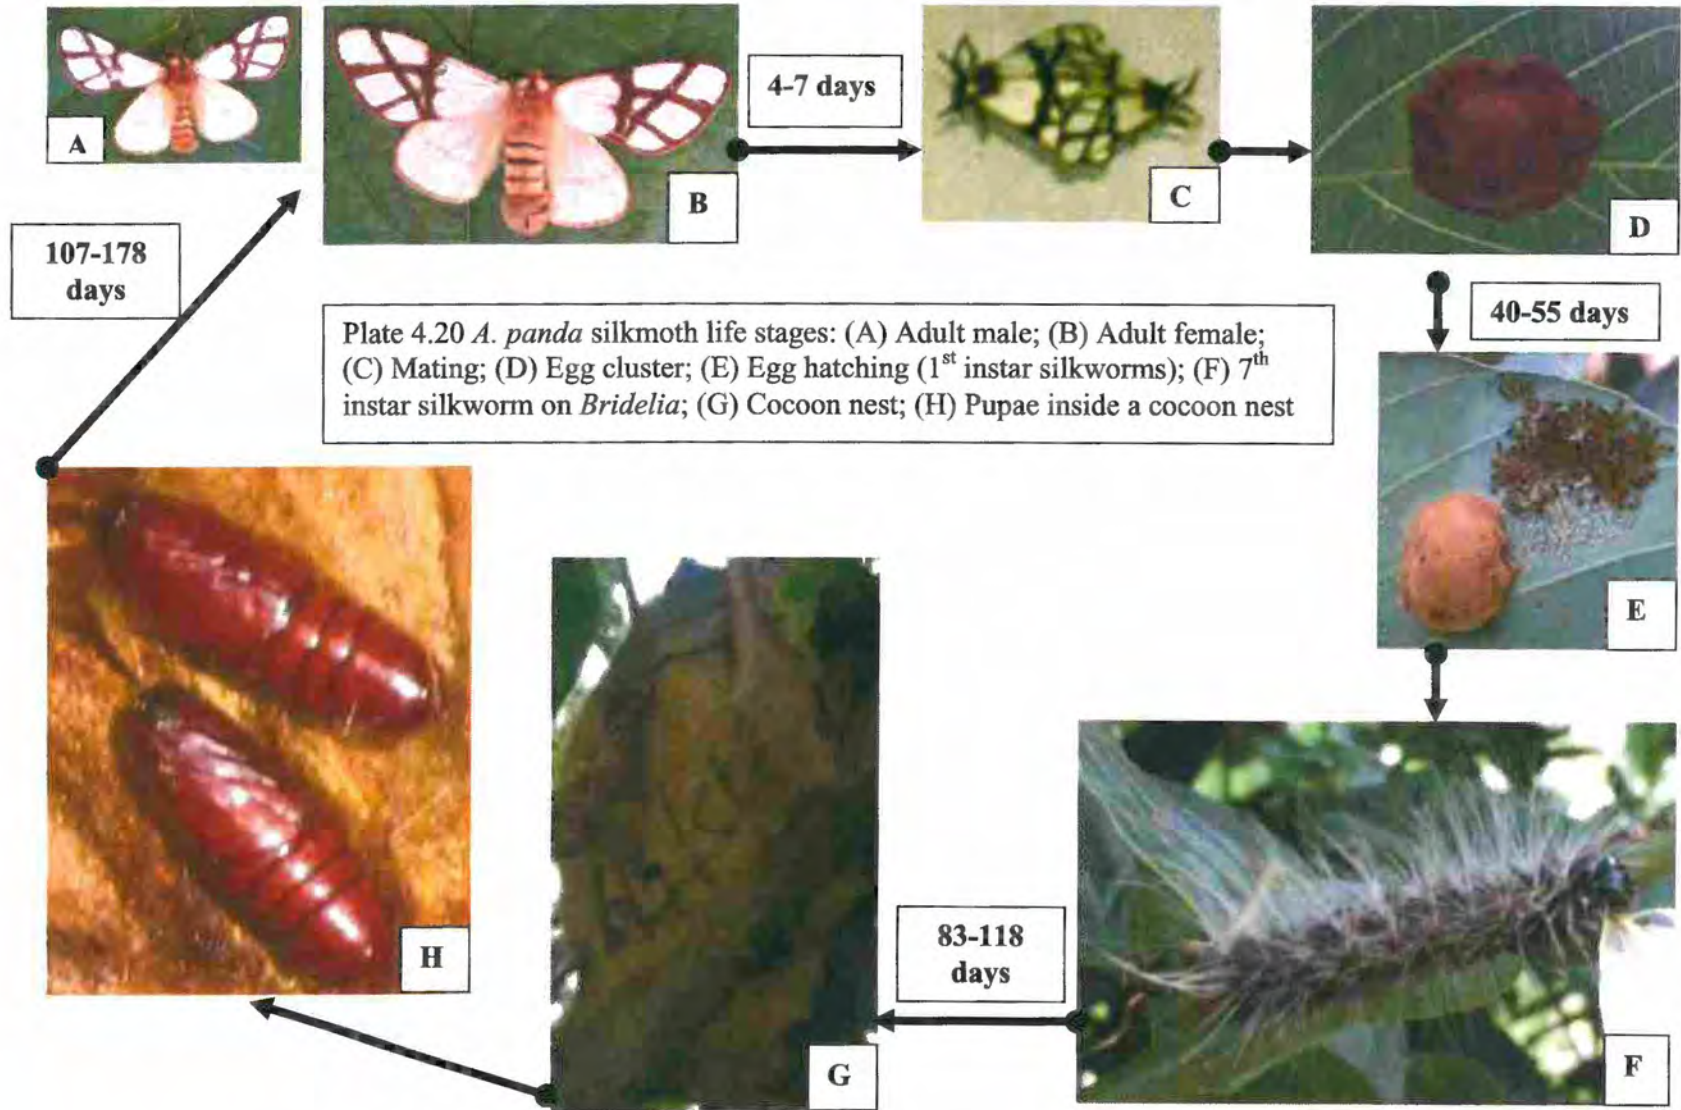 A
B
4-7 days
C
D
107-178
days
40-55 days
Plate 4.20 A. panda silkmoth life stages: (A) Adult male; (B) Adult female;
(C) Mating; (D) Egg cluster; (E) Egg hatching (1st instar silkworms); (F) 7th
instar silkworm on Bridelia; (G) Cocoon nest; (H) Pupae inside a cocoon nest
E
H
83-118
days
G
F